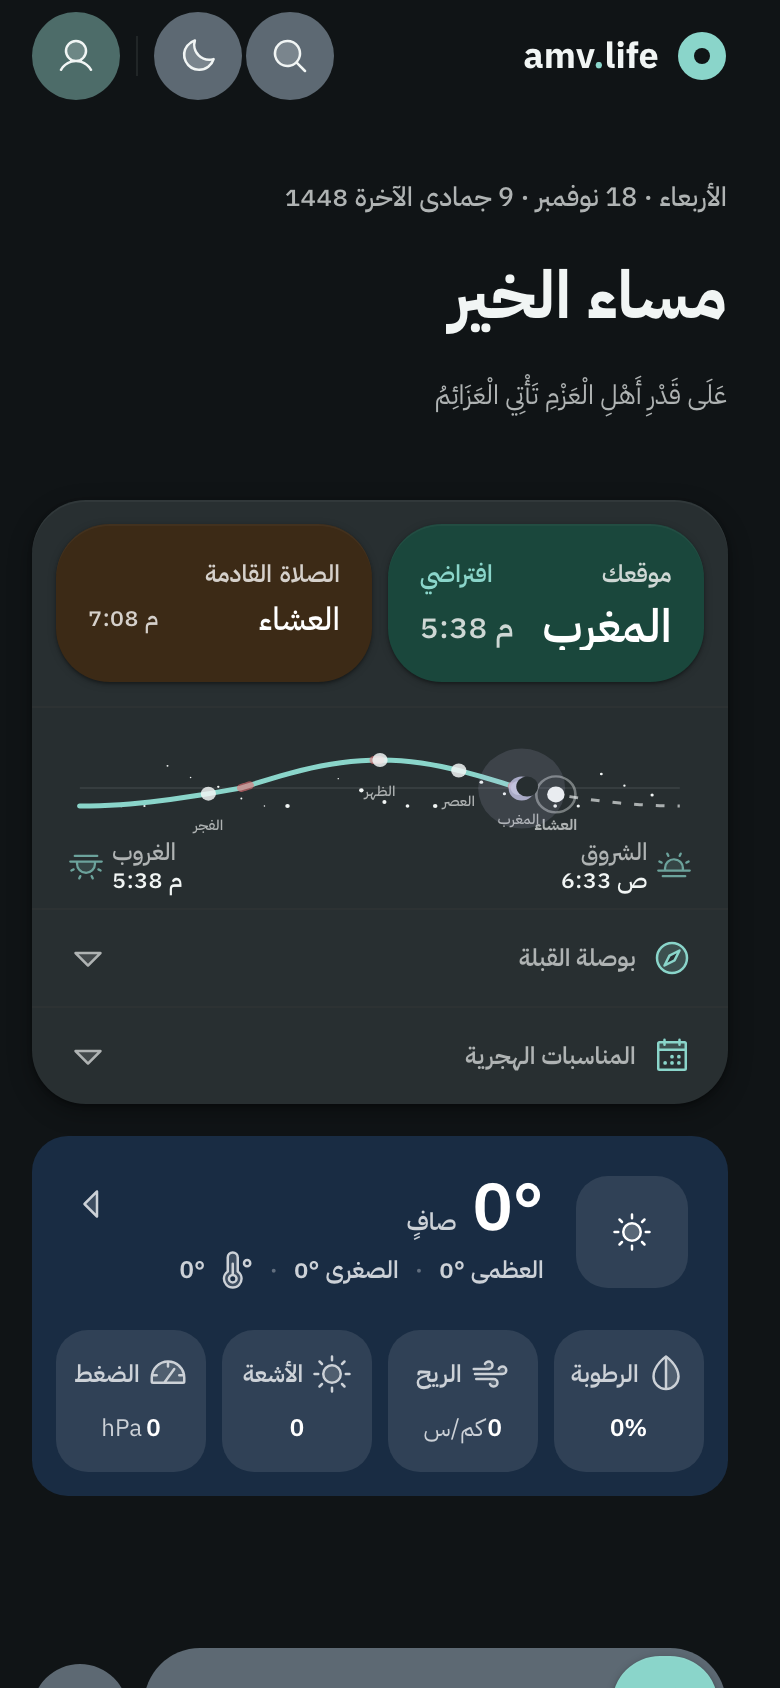 amv.life
الأربعاء · 18 نوفمبر · 9 جمادى الآخرة 1448
مساء الخير
عَلَى قَدْرِ أَهْلِ الْعَزْمِ تَأْتِي الْعَزَائِمُ
موقعك افتراضي
المغرب 5:38 م
الصلاة القادمة
العشاء 7:08 م
الفجر
الظهر
العصر
المغرب
العشاء
الشروق
6:33 ص
الغروب
5:38 م
بوصلة القبلة
المناسبات الهجرية
0° صافٍ
العظمى 0° · الصغرى 0° · 0°
الرطوبة
0%
الريح
0 كم/س
الأشعة
0
الضغط
0 hPa